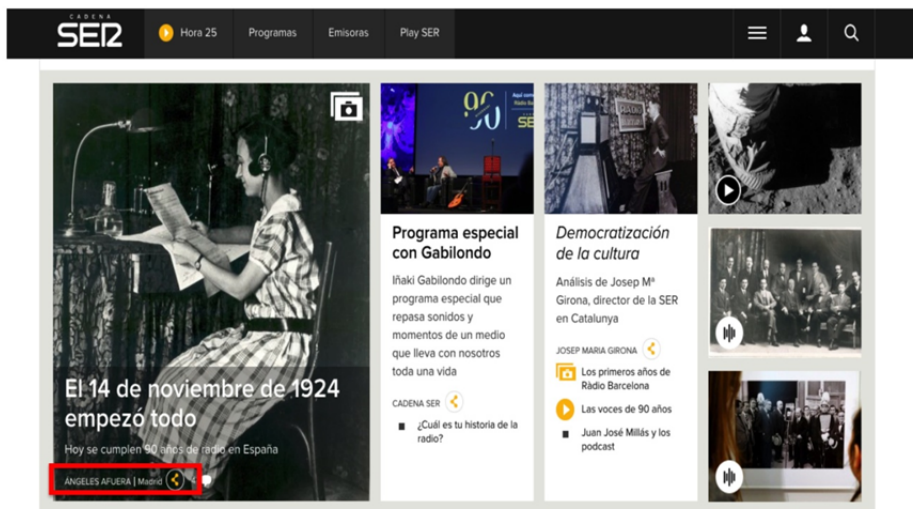 CADENA
SER
Hora 25
Programas
Emisoras
Play SER
El 14 de noviembre de 1924
empezó todo
Hoy se cumplen 90 años de radio en España
ÁNGELES AFUERA | Madrid
90
SER
Programa especial
con Gabilondo
Iñaki Gabilondo dirige un
programa especial que
repasa sonidos y
momentos de un medio
que lleva con nosotros
toda una vida
CADENA SER
¿Cuál es tu historia de la
radio?
RADIO
Democratización
de la cultura
Análisis de Josep Mª
Girona, director de la SER
en Catalunya
JOSEP MARIA GIRONA
Los primeros años de
Ràdio Barcelona
Las voces de 90 años
Juan José Millás y los
podcast